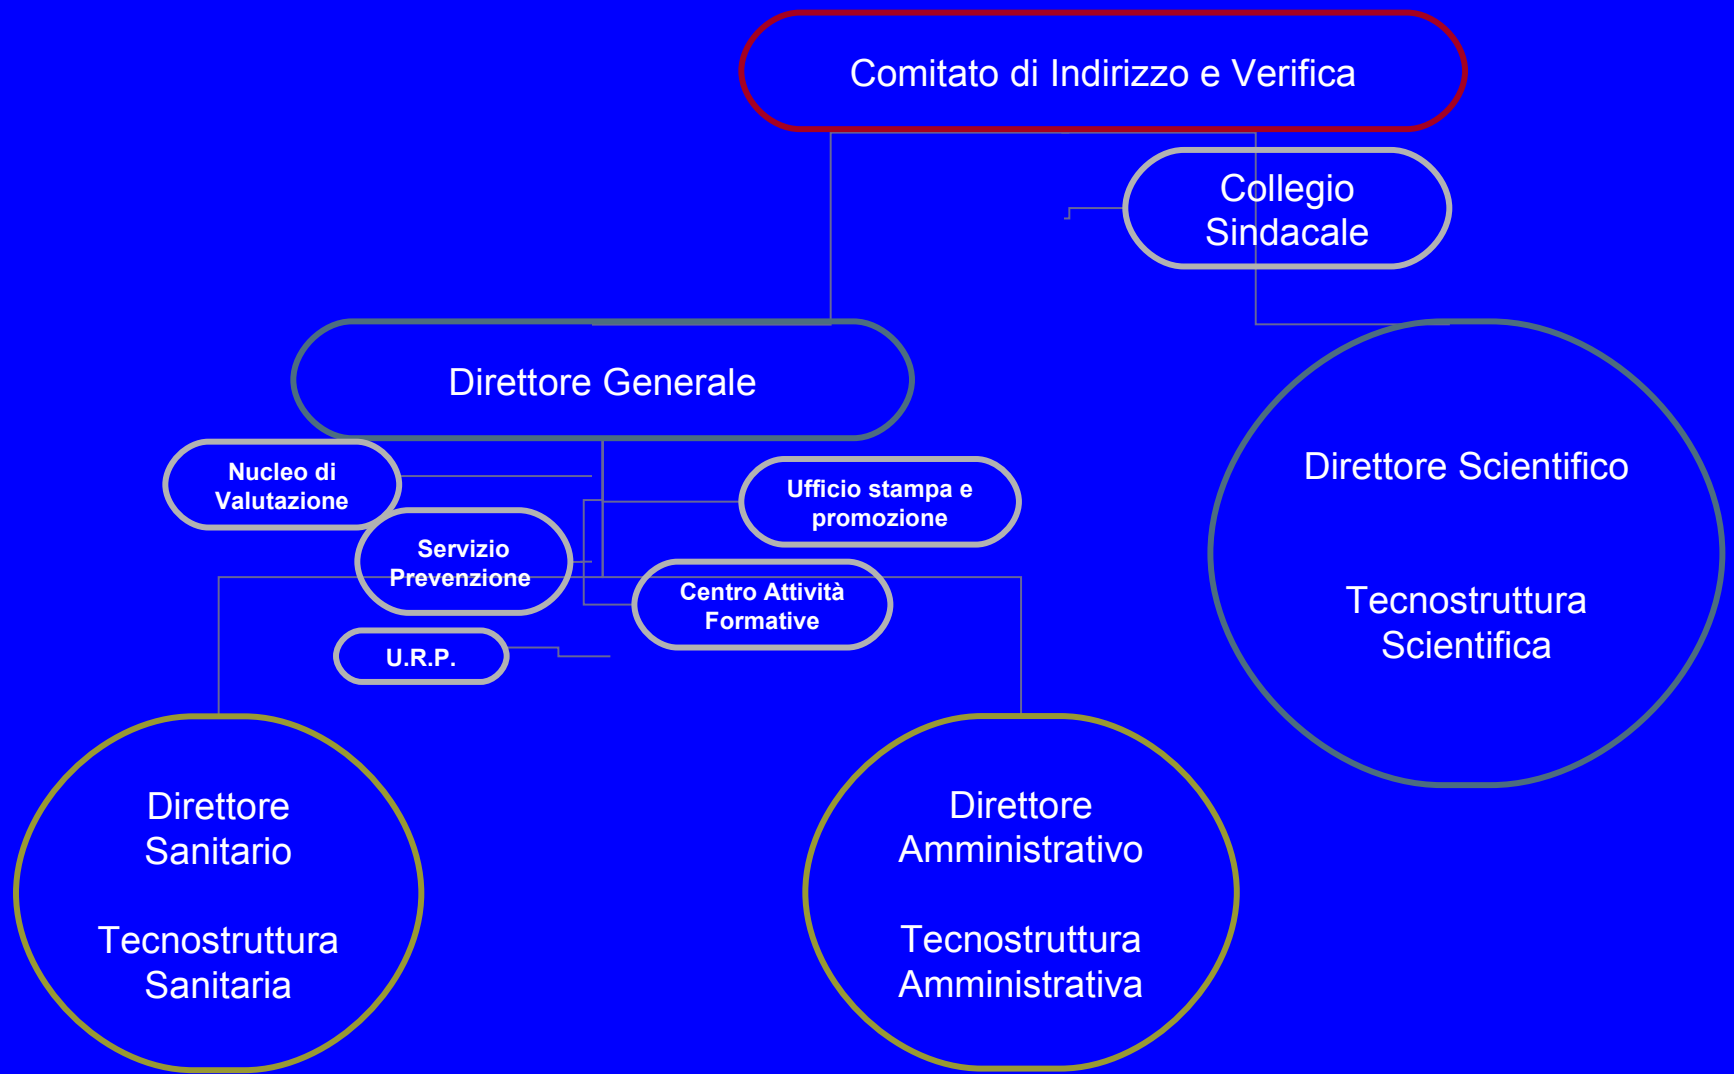 Comitato di Indirizzo e Verifica
Collegio
Sindacale
Direttore Generale
Nucleo di
Valutazione
Ufficio stampa e
promozione
Servizio
Prevenzione
Centro Attività
Formative
U.R.P.
Direttore Scientifico
Tecnostruttura
Scientifica
Direttore
Sanitario
Tecnostruttura
Sanitaria
Direttore
Amministrativo
Tecnostruttura
Amministrativa